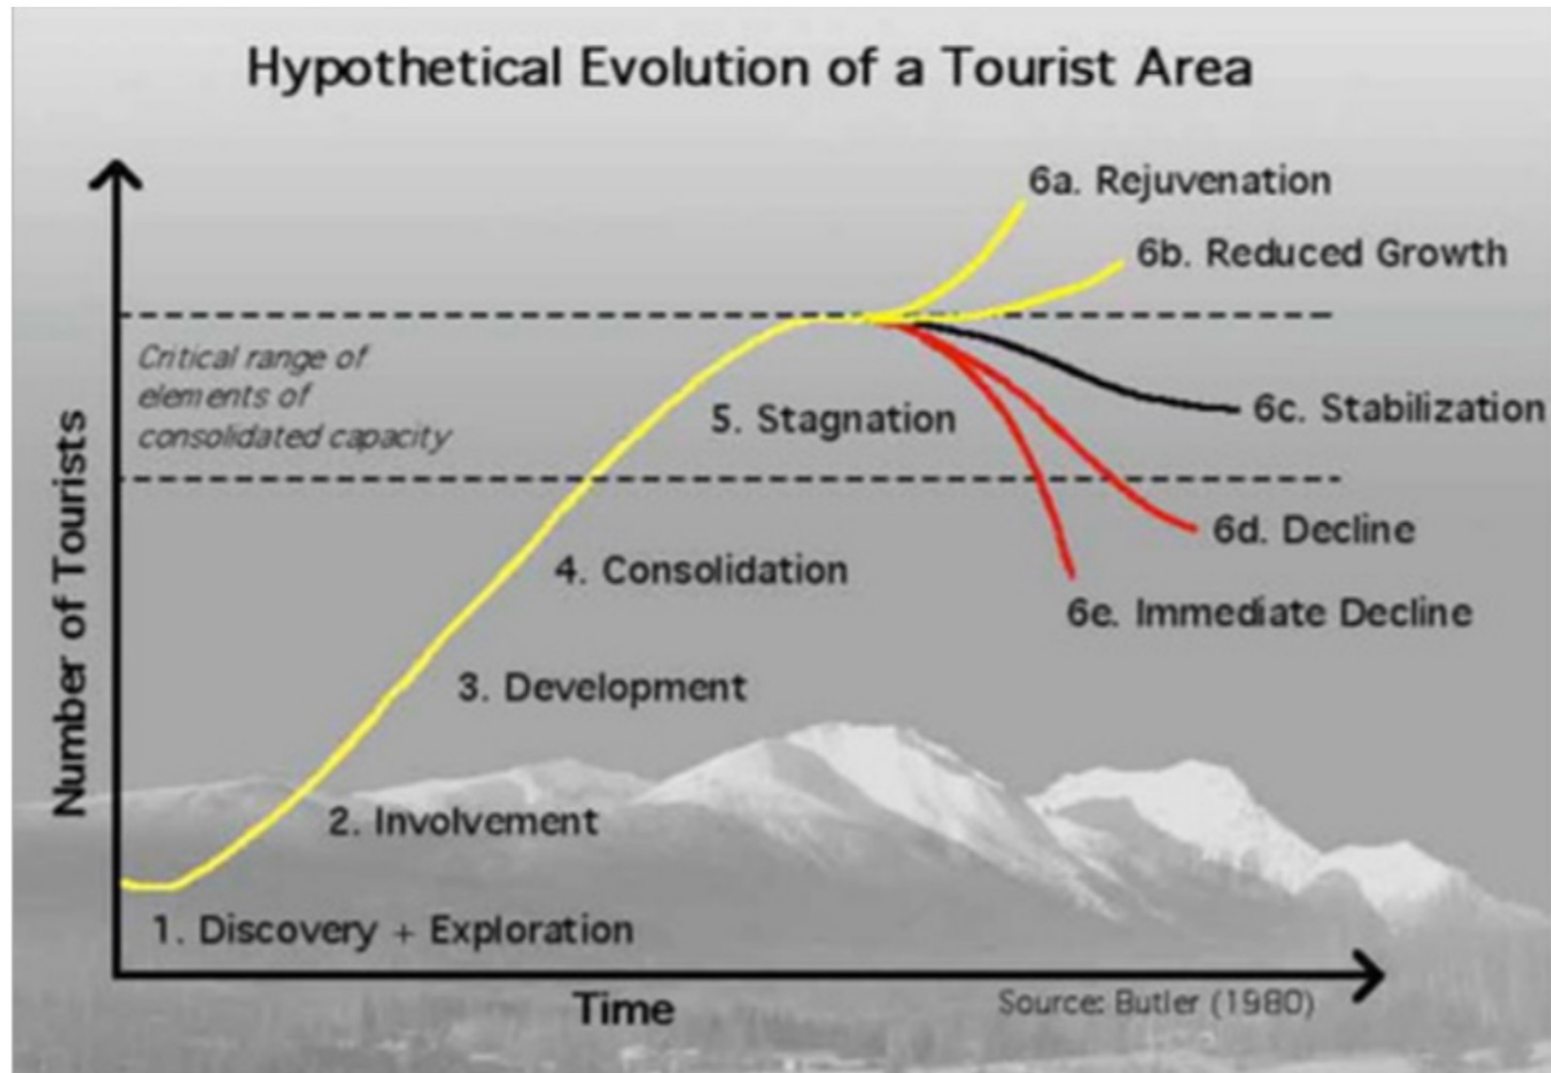 Hypothetical Evolution of a Tourist Area
6a. Rejuvenation
6b. Reduced Growth
Critical range of
elements of
consolidated capacity
6c. Stabilization
5. Stagnation
6d. Decline
4. Consolidation
6e. Immediate Decline
3. Development
2. Involvement
1. Discovery + Exploration
Number of Tourists
Time
Source: Butler (1980)